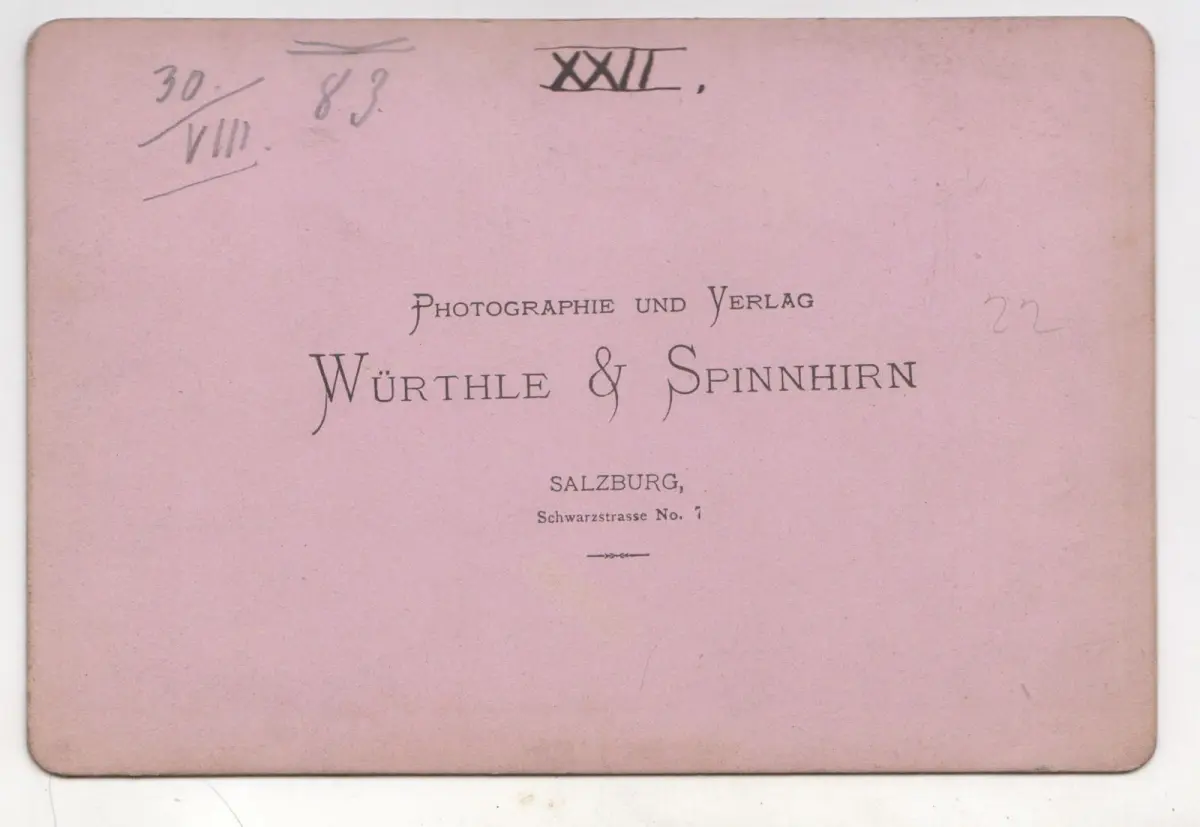 30.
VIII.
83.
XXII.
PHOTOGRAPHIE UND VERLAG
WÜRTHLE & SPINNHIRN
22
SALZBURG,
Schwarzstrasse No. 7